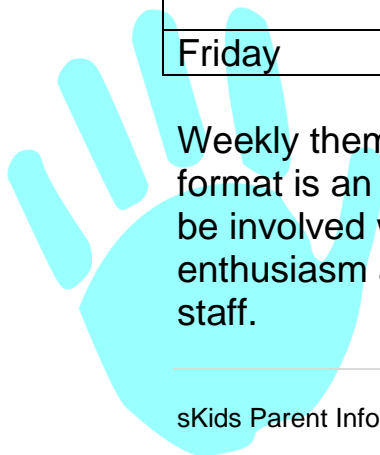 Friday
Weekly them
format is an
be involved
enthusiasm
staff.
sKids Parent Info